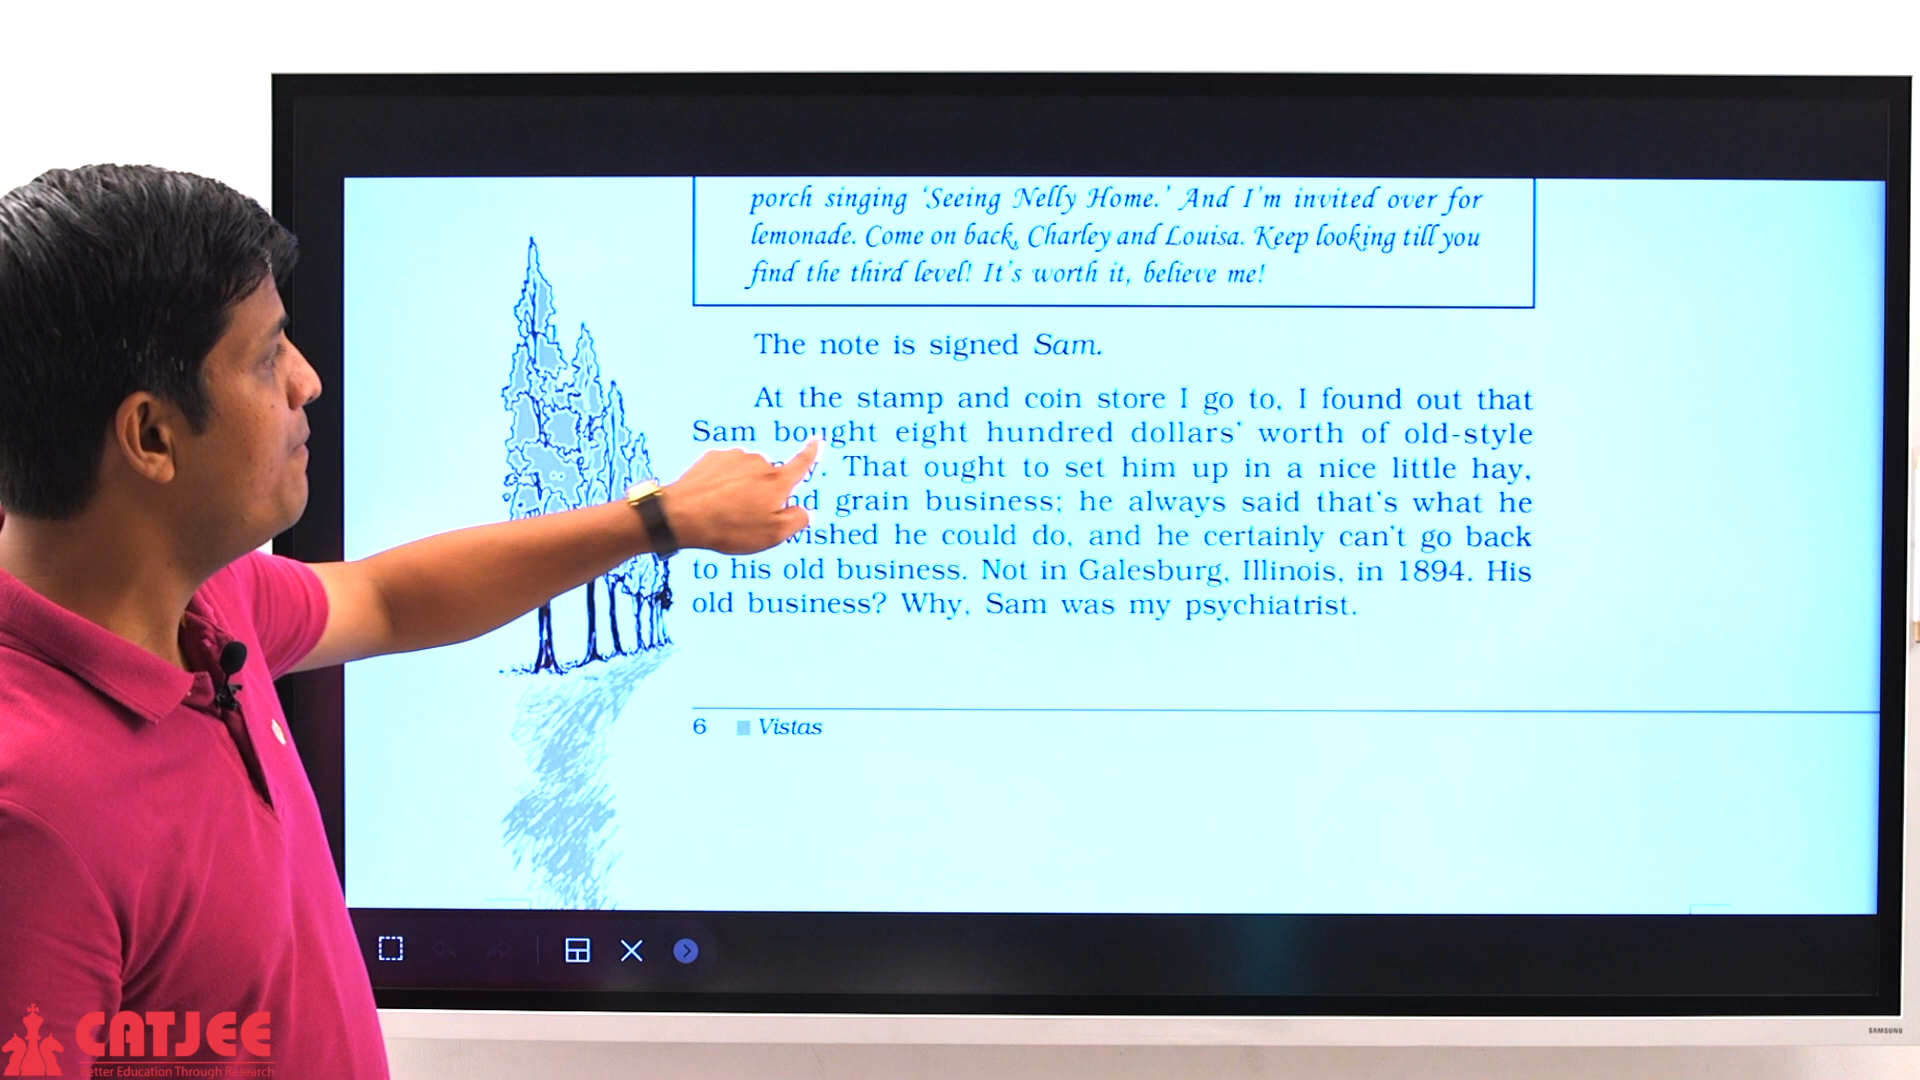 porch singing ‘Seeing Nelly Home.’ And I’m invited over for
lemonade. Come on back, Charley and Louisa. Keep looking till you
find the third level! It’s worth it, believe me!
The note is signed Sam.
At the stamp and coin store I go to, I found out that
Sam bought eight hundred dollars’ worth of old-style
That ought to set him up in a nice little hay,
grain business; he always said that’s what he
wished he could do, and he certainly can’t go back
to his old business. Not in Galesburg, Illinois, in 1894. His
old business? Why, Sam was my psychiatrist.
6 Vistas
SAMSUNG
CATJEE
Better Education Through Research